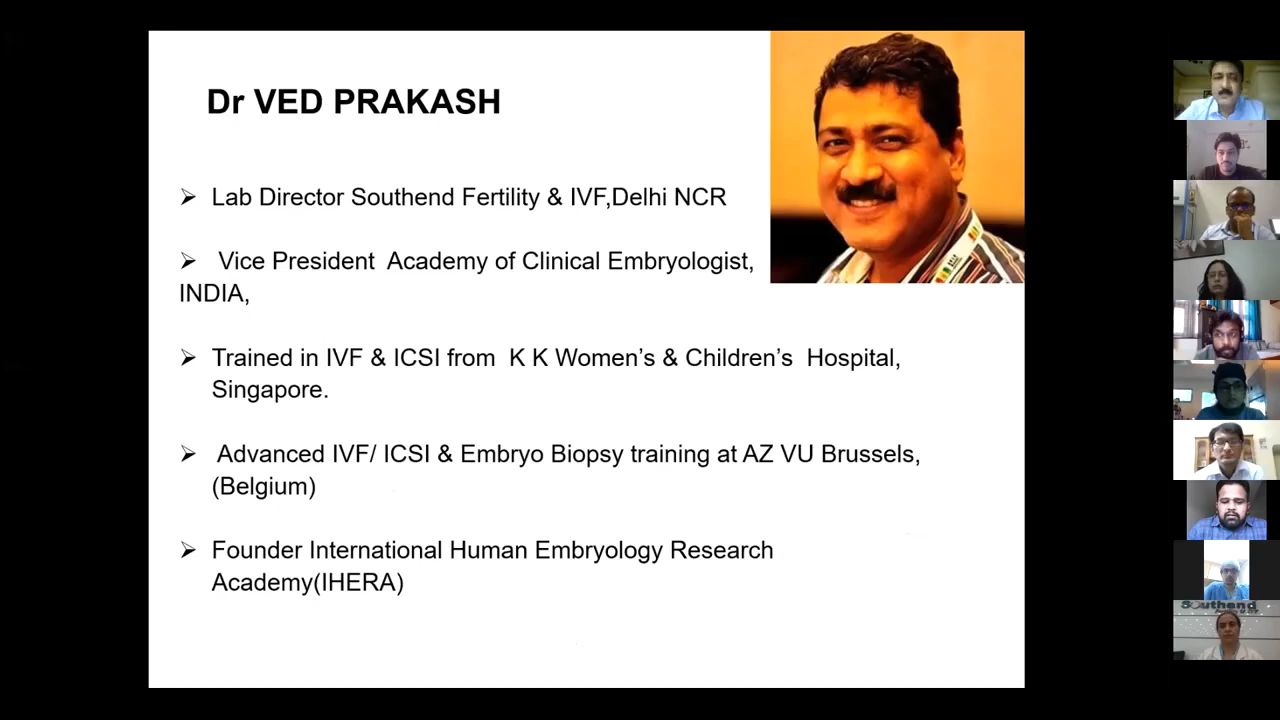 Dr VED PRAKASH
➢ Lab Director Southend Fertility & IVF,Delhi NCR
➢ Vice President Academy of Clinical Embryologist,
INDIA,
➢ Trained in IVF & ICSI from K K Women’s & Children’s Hospital,
Singapore.
➢ Advanced IVF/ ICSI & Embryo Biopsy training at AZ VU Brussels,
(Belgium)
➢ Founder International Human Embryology Research
Academy(IHERA)
Southend